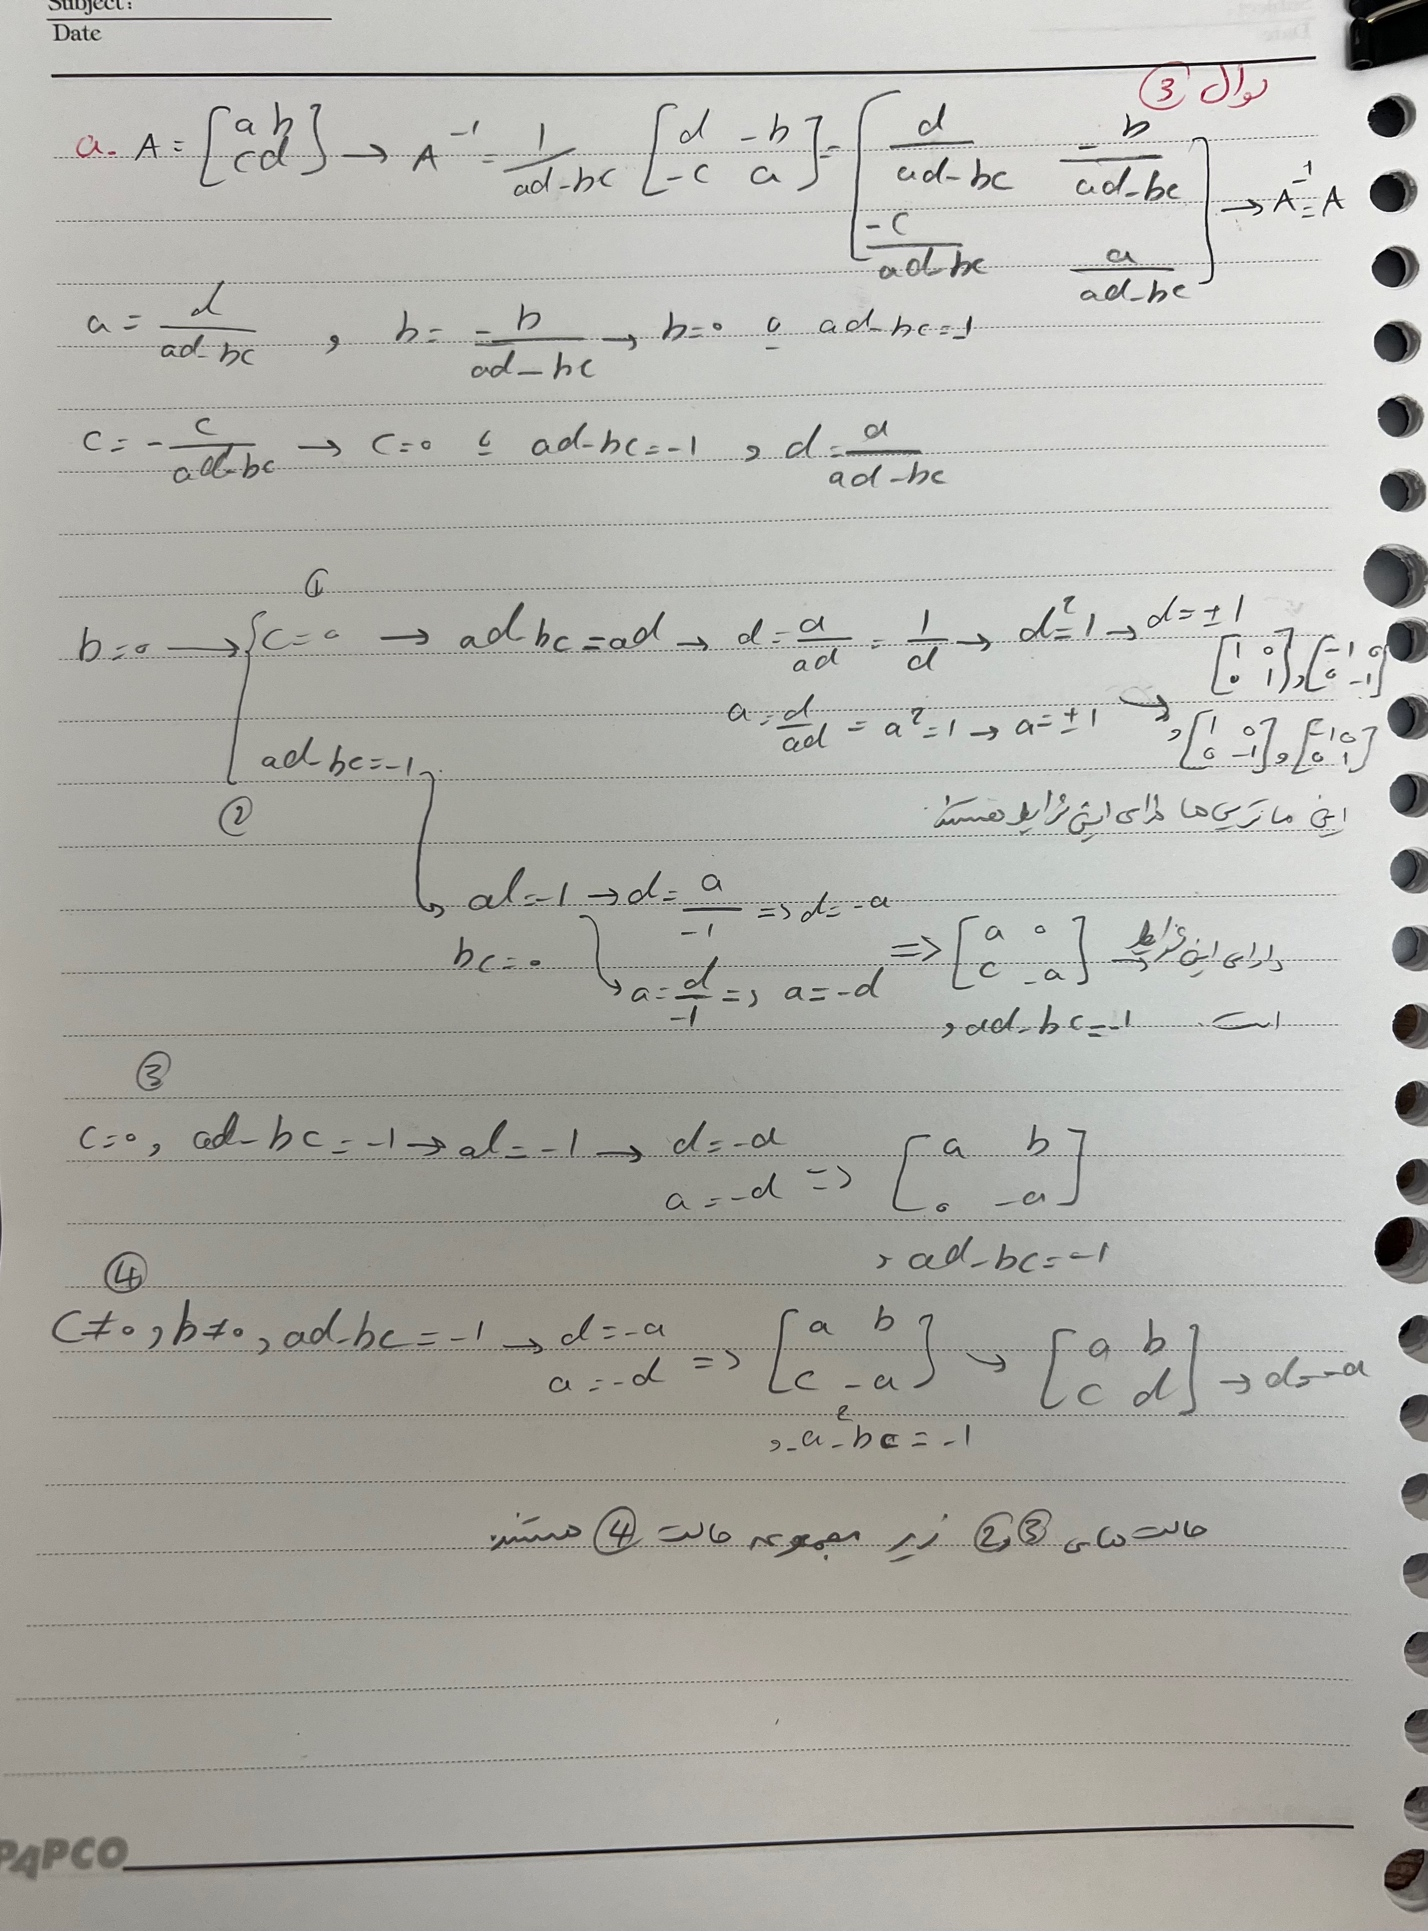 Subject:
Date
سوال ③
a. A = [a b; c d] → A⁻¹ = 1/(ad-bc) [d -b; -c a] = [d/(ad-bc) -b/(ad-bc); -c/(ad-bc) a/(ad-bc)] → A⁻¹ = A
a = d/(ad-bc) , b = -b/(ad-bc) → b=0 یا ad-bc=-1
c = -c/(ad-bc) → c=0 یا ad-bc=-1 , d = a/(ad-bc)
①
b=0 → { c=0 → ad-bc=ad → d = a/ad = 1/d → d²=1 → d=±1
[1 0; 0 1] , [-1 0; 0 -1]
a = d/ad = a²=1 → a=±1 → , [1 0; 0 -1] , [-1 0; 0 1]
ad-bc=-1
②
این ماتریس‌ها دارای این شرایط هستند.
ad=-1 → d = a/-1 => d=-a
bc=0 → a = d/-1 => a=-d => [a 0; c -a] → دارای این شرایط
, ad-bc=-1 است.
③
c=0, ad-bc=-1 → ad=-1 → d=-a
a=-d => [a b; 0 -a]
, ad-bc=-1
④
c≠0, b≠0, ad-bc=-1 → d=-a
a=-d => [a b; c -a] → [a b; c d] → d=-a
, -a²-bc=-1
حالت های ③,② زیر مجموعه حالت ④ هستند.
PAPCO